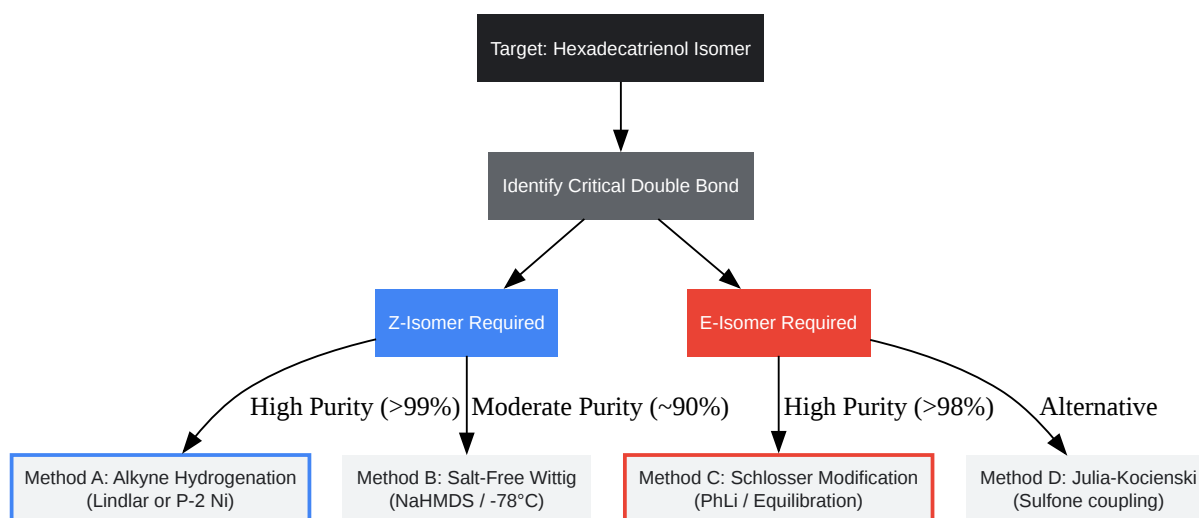 Target: Hexadecatrienol Isomer
Identify Critical Double Bond
Z-Isomer Required
E-Isomer Required
High Purity (>99%)
Moderate Purity (~90%)
High Purity (>98%)
Alternative
Method A: Alkyne Hydrogenation
(Lindlar or P-2 Ni)
Method B: Salt-Free Wittig
(NaHMDS / -78°C)
Method C: Schlosser Modification
(PhLi / Equilibration)
Method D: Julia-Kocienski
(Sulfone coupling)